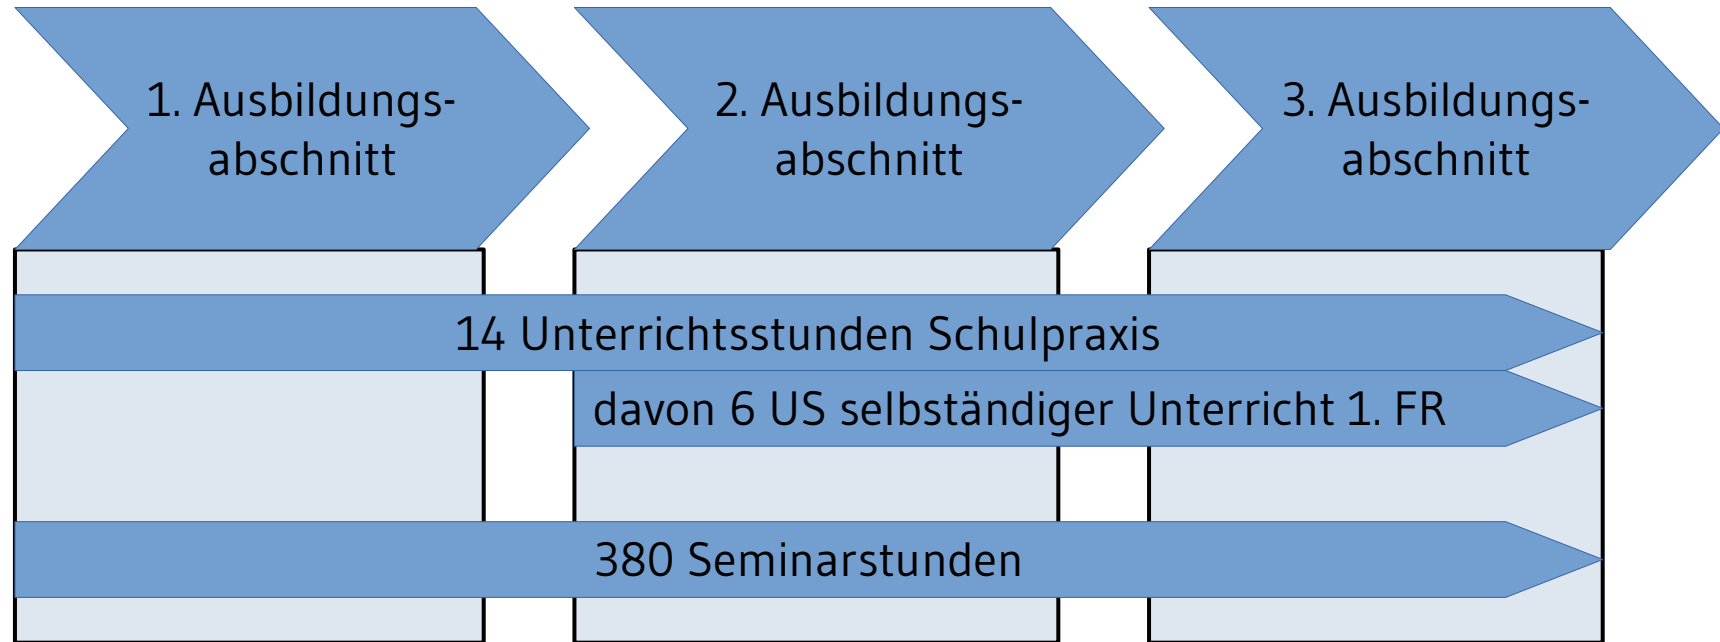 1. Ausbildungs-
abschnitt
2. Ausbildungs-
abschnitt
3. Ausbildungs-
abschnitt
14 Unterrichtsstunden Schulpraxis
davon 6 US selbständiger Unterricht 1. FR
380 Seminarstunden